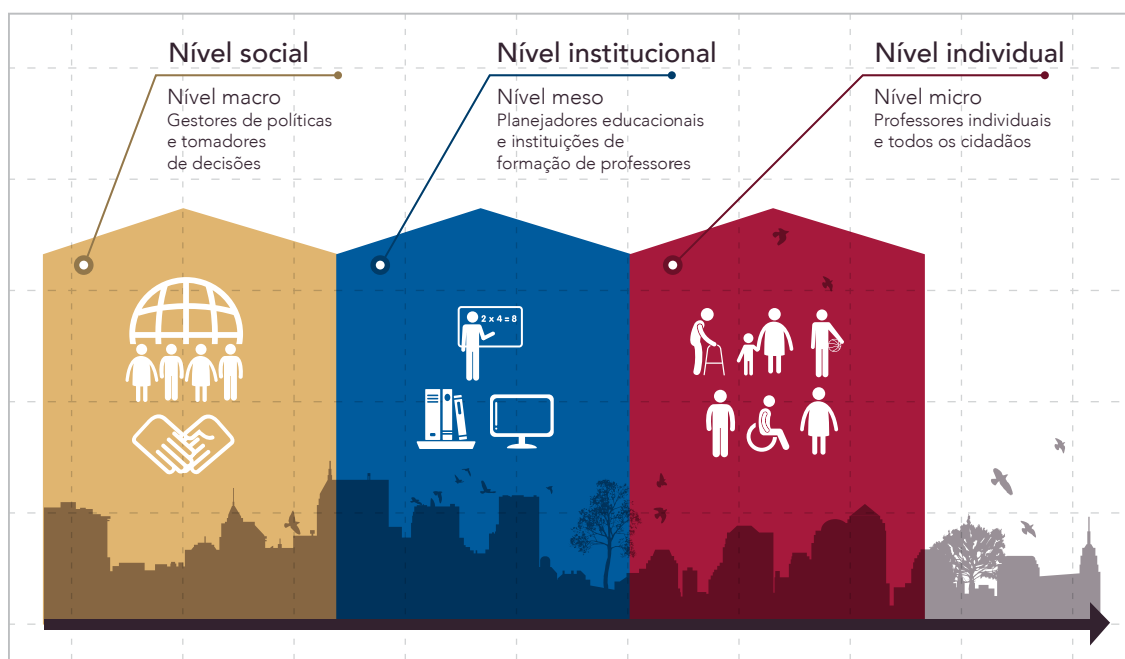 Nível social
Nível macro
Gestores de políticas
e tomadores
de decisões
Nível institucional
Nível meso
Planejadores educacionais
e instituições de
formação de professores
Nível individual
Nível micro
Professores individuais
e todos os cidadãos
2 x 4 = 8